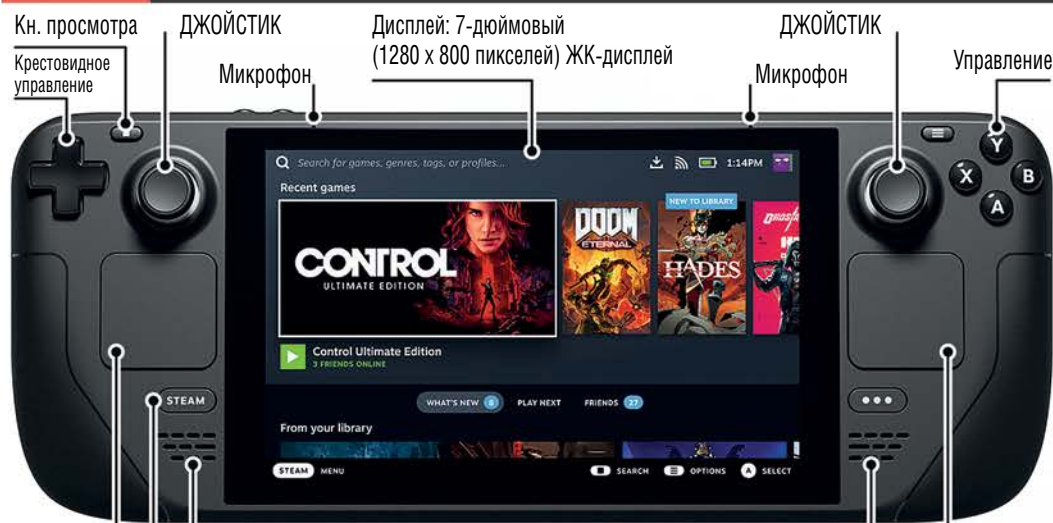 Кн. просмотра
ДЖОЙСТИК
Дисплей: 7-дюймовый
(1280 x 800 пикселей) ЖК-дисплей
ДЖОЙСТИК
Крестовидное
управление
Микрофон
Микрофон
Управление
Search for games, genres, tags, or profiles...
1:14PM
Recent games
NEW TO LIBRARY
CONTROL
ULTIMATE EDITION
DOOM
ETERNAL
HADES
Y
X
B
A
Control Ultimate Edition
3 FRIENDS ONLINE
STEAM
WHAT'S NEW 8
PLAY NEXT
FRIENDS 27
From your library
STEAM MENU
SEARCH
OPTIONS
A SELECT